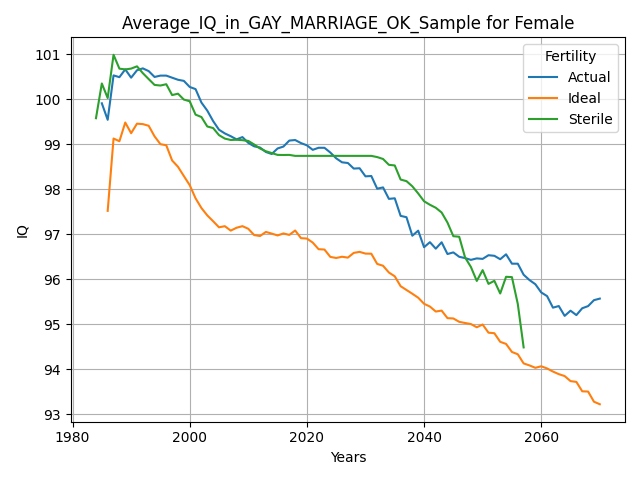 Average_IQ_in_GAY_MARRIAGE_OK_Sample for Female
Fertility
Actual
Ideal
Sterile
101
100
99
98
97
96
95
94
93
IQ
1980
2000
2020
2040
2060
Years